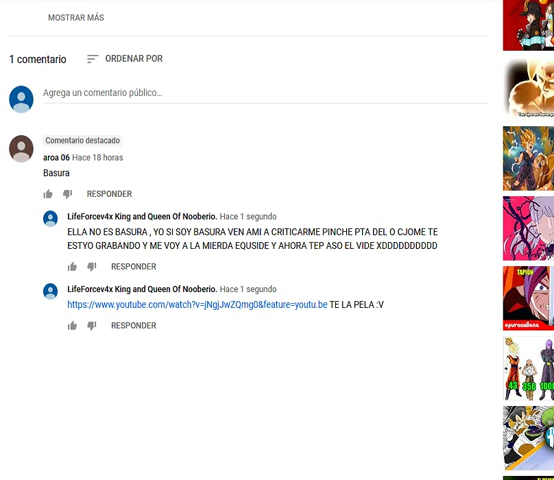 MOSTRAR MÁS
1 comentario
ORDENAR POR
Agrega un comentario público...
Comentario destacado
aroa 06 Hace 18 horas
Basura
RESPONDER
LifeForcev4x King and Queen Of Nooberio. Hace 1 segundo
ELLA NO ES BASURA , YO SI SOY BASURA VEN AMI A CRITICARME PINCHE PTA DEL O CJOME TE
ESTYO GRABANDO Y ME VOY A LA MIERDA EQUSIDE Y AHORA TEP ASO EL VIDE XDDDDDDDDDD
RESPONDER
LifeForcev4x King and Queen Of Nooberio. Hace 1 segundo
https://www.youtube.com/watch?v=jNgjJwZQmg0&feature=youtu.be TE LA PELA :V
RESPONDER
TAPION